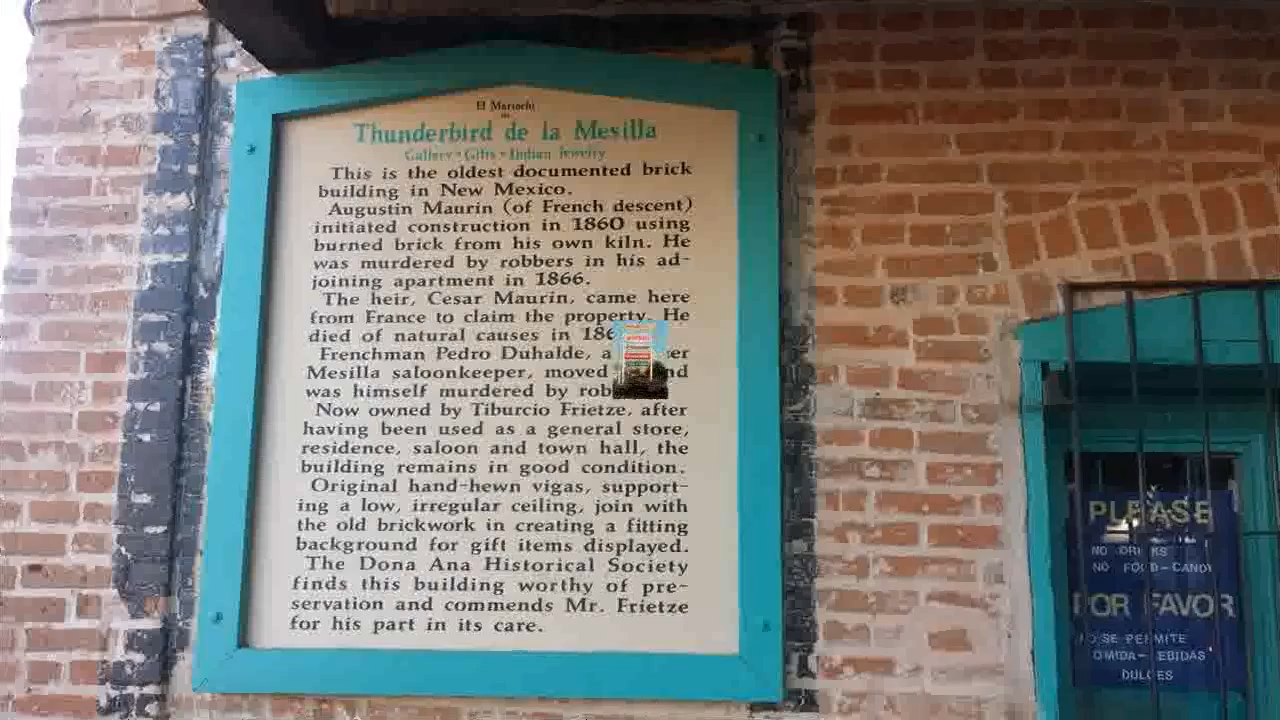 El Mariachi
de
Thunderbird de la Mesilla
Gallery • Gifts • Indian Jewelry
This is the oldest documented brick
building in New Mexico.
Augustin Maurin (of French descent)
initiated construction in 1860 using
burned brick from his own kiln. He
was murdered by robbers in his ad-
joining apartment in 1866.
The heir, Cesar Maurin, came here
from France to claim the property. He
died of natural causes in
Frenchman Pedro Duhalde, a
Mesilla saloonkeeper, moved
was himself murdered by
Now owned by Tiburcio Frietze, after
having been used as a general store,
residence, saloon and town hall, the
building remains in good condition.
Original hand-hewn vigas, support-
ing a low, irregular ceiling, join with
the old brickwork in creating a fitting
background for gift items displayed.
The Dona Ana Historical Society
finds this building worthy of pre-
servation and commends Mr. Frietze
for his part in its care.
PLEASE
NO DRINKS
NO FOOD-CANDY
POR FAVOR
NO SE PERMITE
COMIDA-BEBIDAS
DULCES